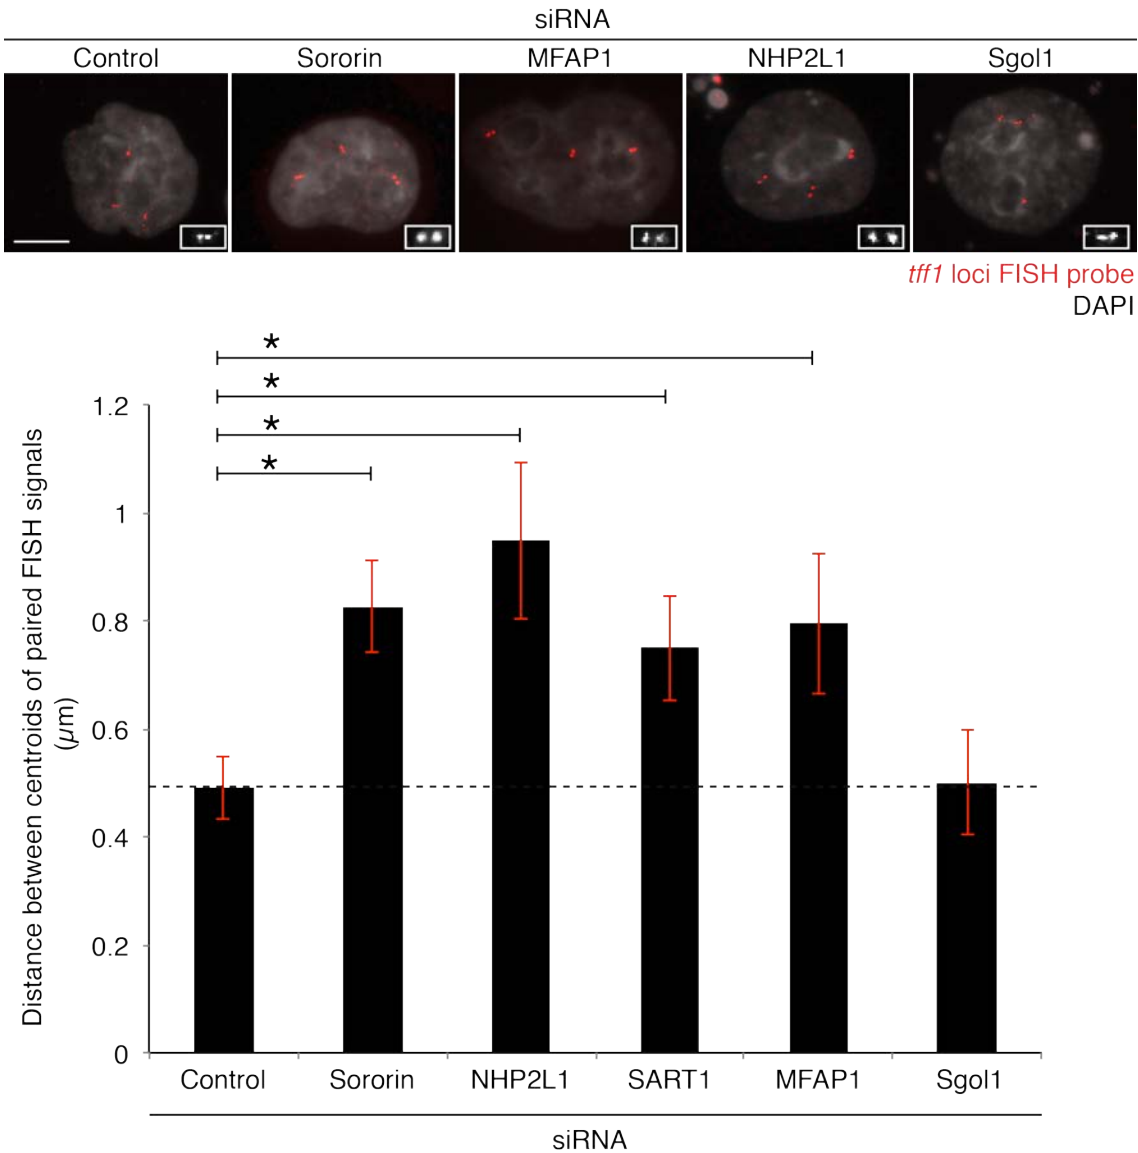 siRNA
Control Sororin MFAP1 NHP2L1 Sgol1
tff1 loci FISH probe
DAPI
*
*
*
*
Distance between centroids of paired FISH signals
(μm)
1.2
1
0.8
0.6
0.4
0.2
0
Control Sororin NHP2L1 SART1 MFAP1 Sgol1
siRNA